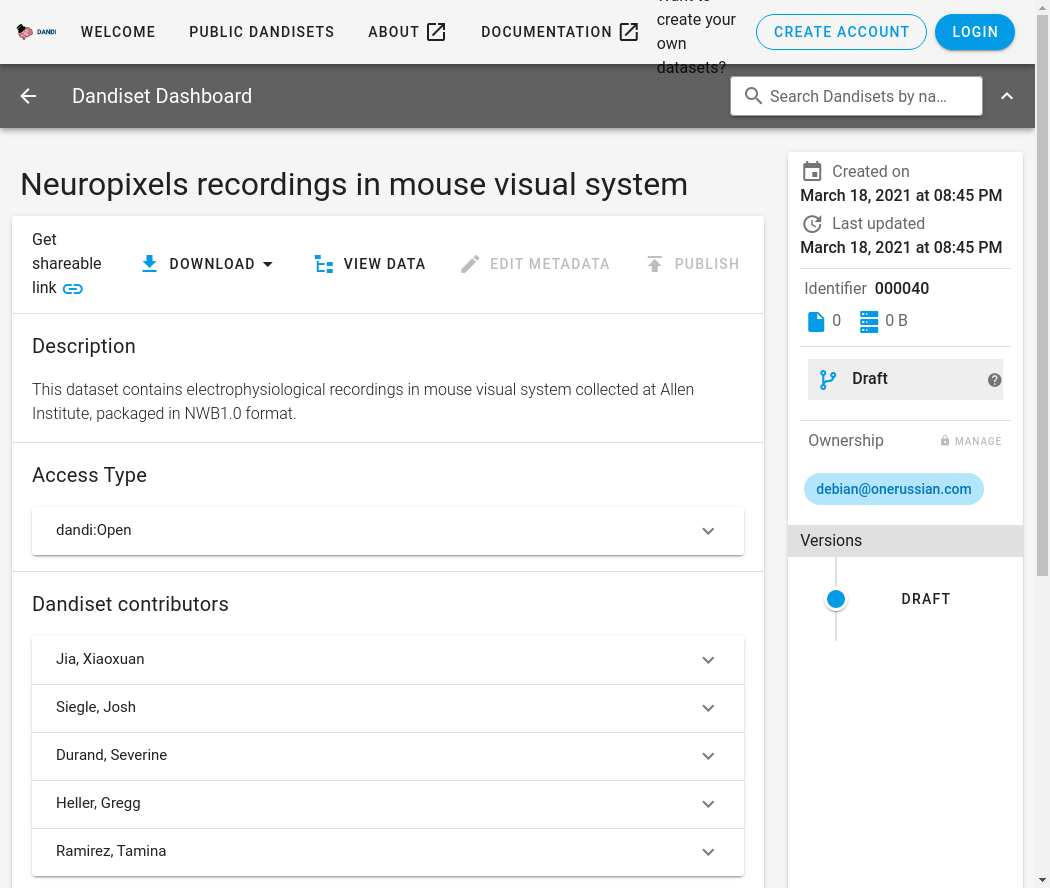 DANDI
WELCOME
PUBLIC DANDISETS
ABOUT
DOCUMENTATION
Want to
create your
own
datasets?
CREATE ACCOUNT
LOGIN
Dandiset Dashboard
Search Dandisets by na...
Neuropixels recordings in mouse visual system
Get
shareable
link
DOWNLOAD
VIEW DATA
EDIT METADATA
PUBLISH
Description
This dataset contains electrophysiological recordings in mouse visual system collected at Allen
Institute, packaged in NWB1.0 format.
Access Type
dandi:Open
Dandiset contributors
Jia, Xiaoxuan
Siegle, Josh
Durand, Severine
Heller, Gregg
Ramirez, Tamina
Created on
March 18, 2021 at 08:45 PM
Last updated
March 18, 2021 at 08:45 PM
Identifier 000040
0
0 B
Draft
Ownership
MANAGE
debian@onerussian.com
Versions
DRAFT